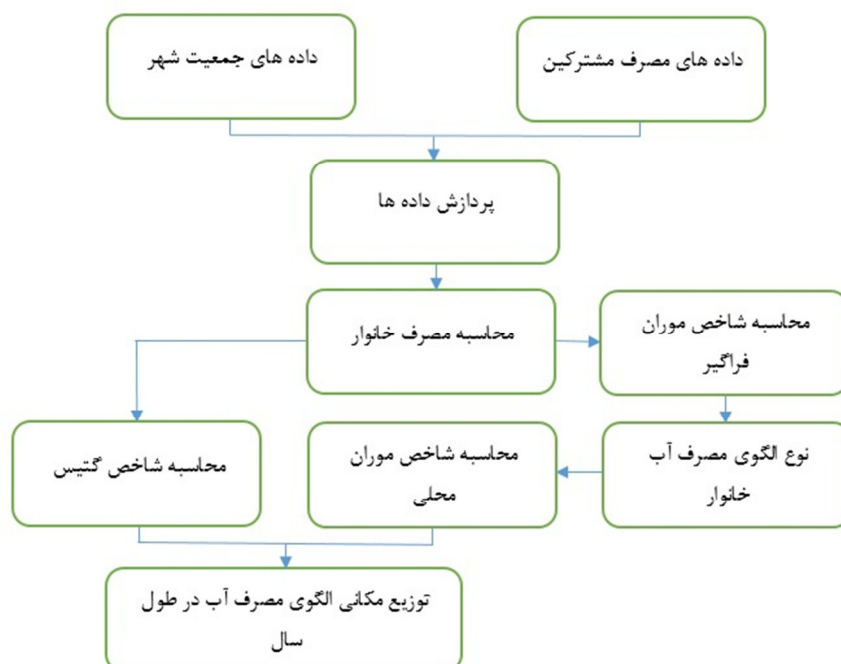 داده های مصرف مشترکین
داده های جمعیت شهر
پردازش داده ها
محاسبه مصرف خانوار
محاسبه شاخص موران
فراگیر
نوع الگوی مصرف آب
خانوار
محاسبه شاخص موران
محلی
محاسبه شاخص گتیس
توزیع مکانی الگوی مصرف آب در طول
سال